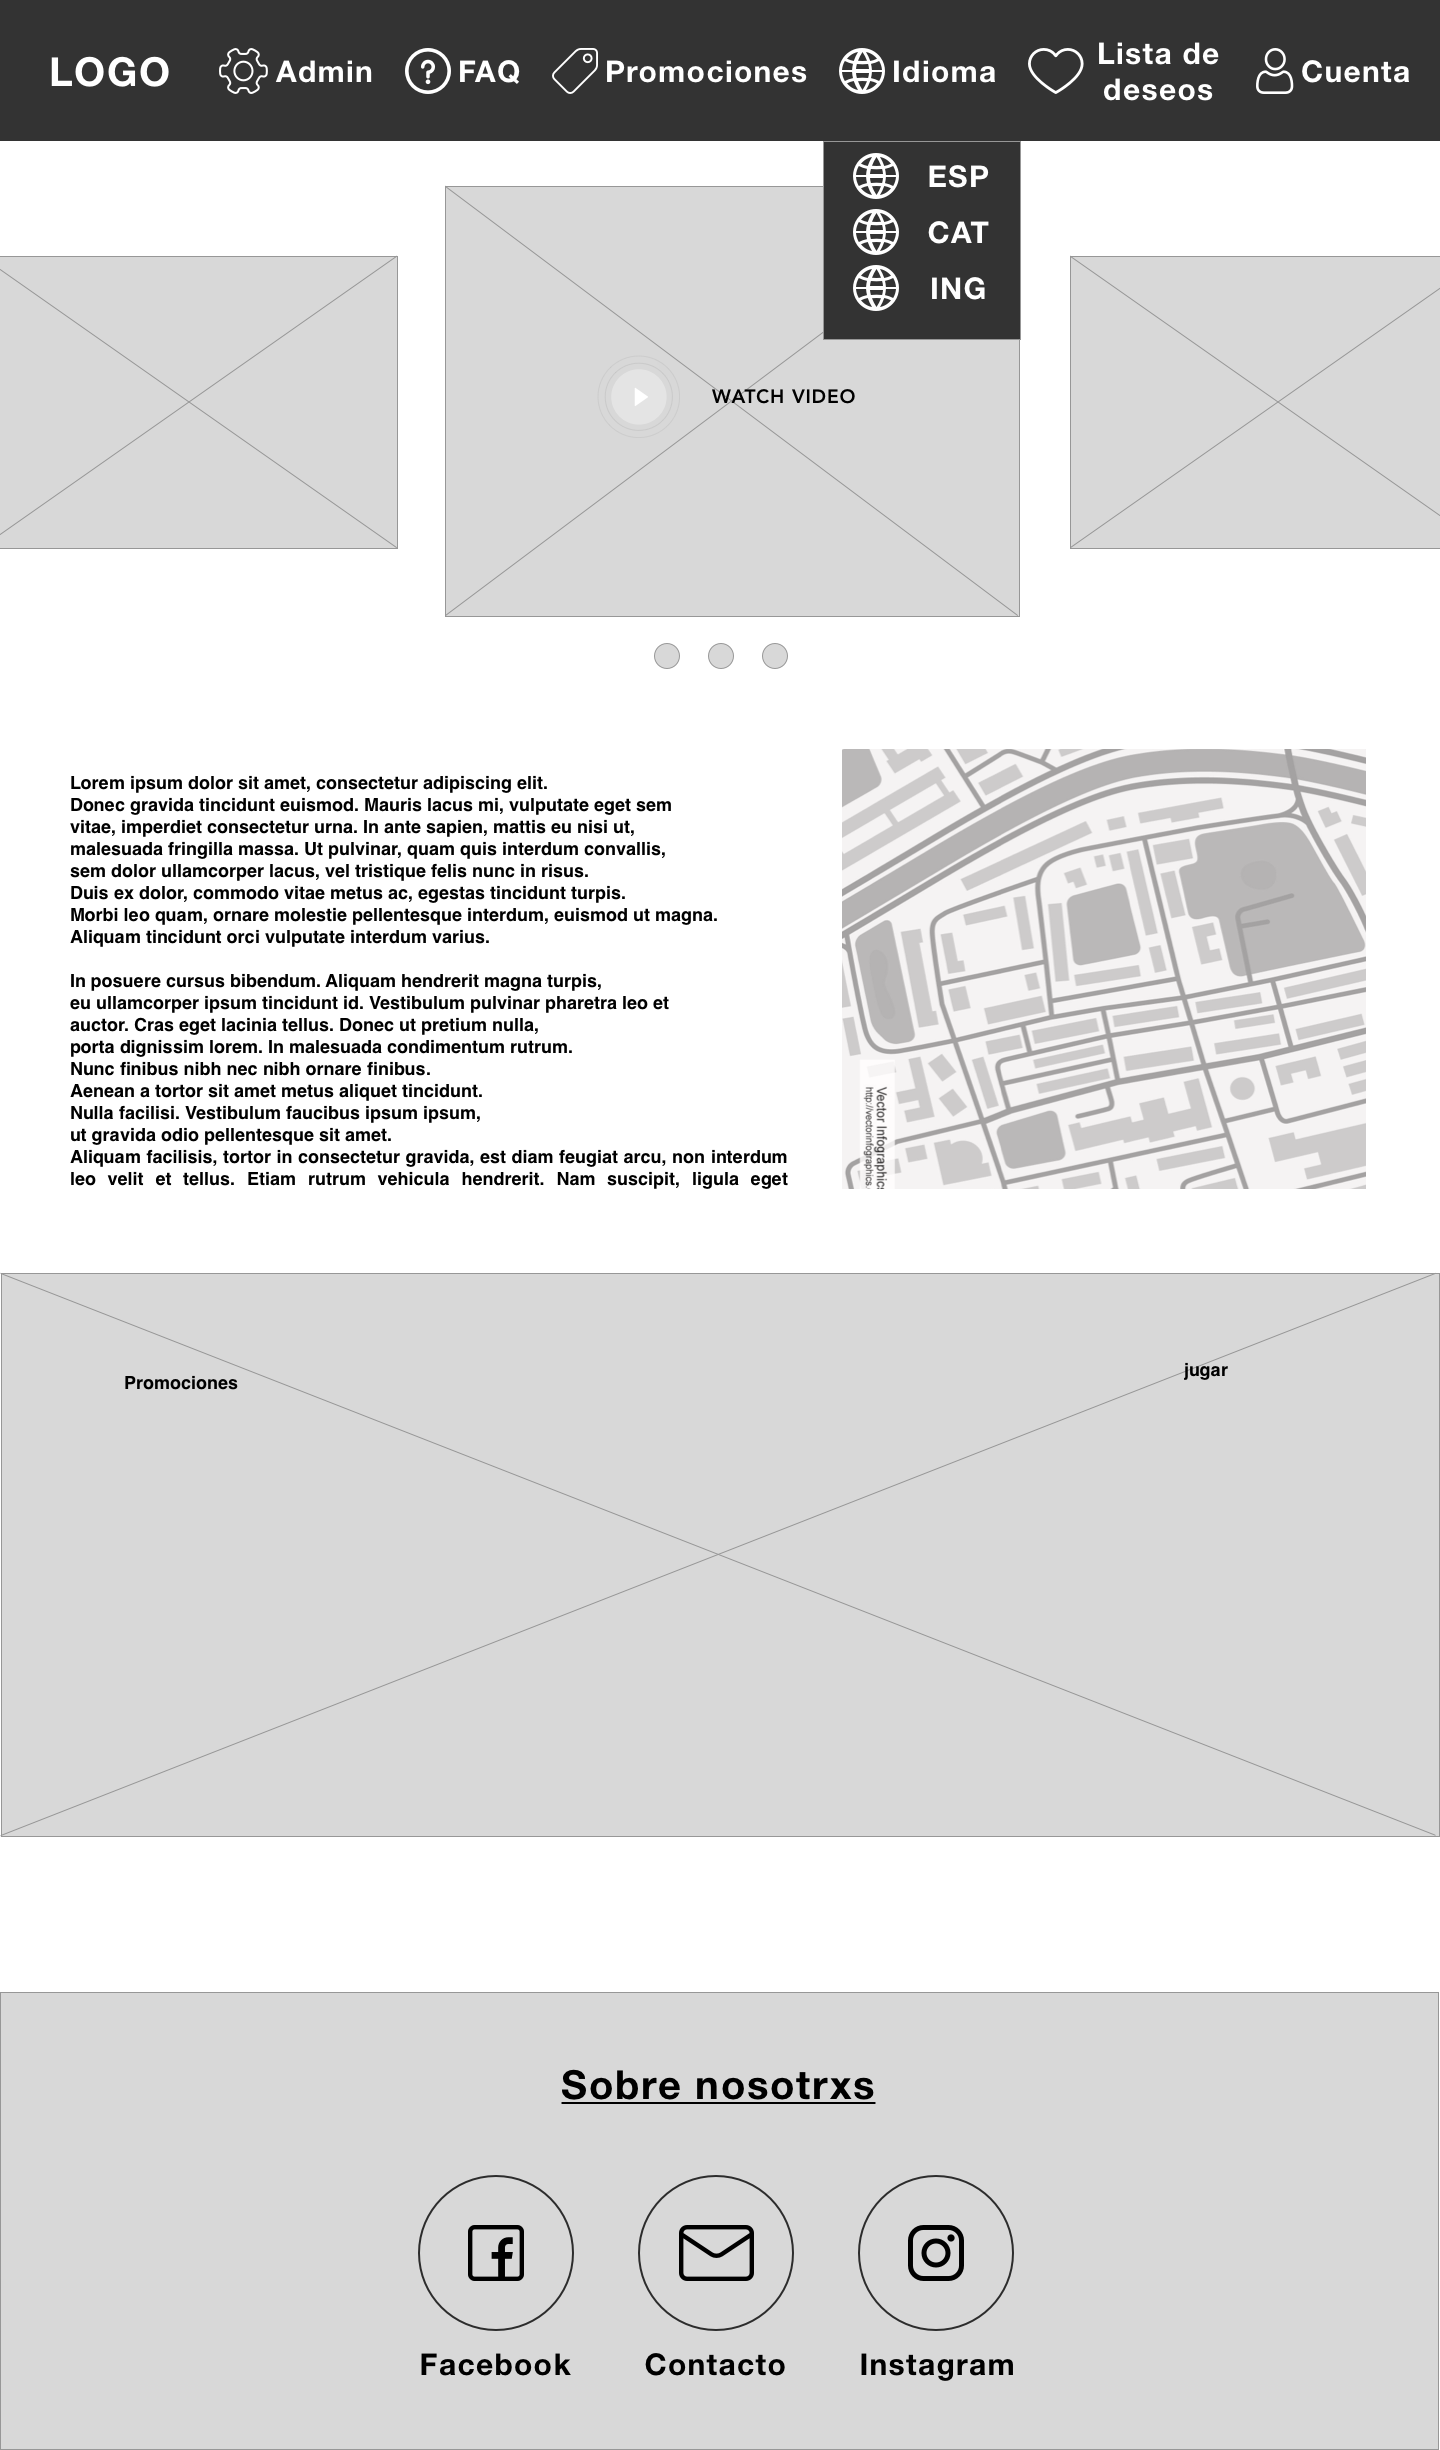 LOGO
Admin
FAQ
Promociones
Idioma
Lista de
deseos
Cuenta
ESP
CAT
ING
WATCH VIDEO
Lorem ipsum dolor sit amet, consectetur adipiscing elit.
Donec gravida tincidunt euismod. Mauris lacus mi, vulputate eget sem
vitae, imperdiet consectetur urna. In ante sapien, mattis eu nisi ut,
malesuada fringilla massa. Ut pulvinar, quam quis interdum convallis,
sem dolor ullamcorper lacus, vel tristique felis nunc in risus.
Duis ex dolor, commodo vitae metus ac, egestas tincidunt turpis.
Morbi leo quam, ornare molestie pellentesque interdum, euismod ut magna.
Aliquam tincidunt orci vulputate interdum varius.
In posuere cursus bibendum. Aliquam hendrerit magna turpis,
eu ullamcorper ipsum tincidunt id. Vestibulum pulvinar pharetra leo et
auctor. Cras eget lacinia tellus. Donec ut pretium nulla,
porta dignissim lorem. In malesuada condimentum rutrum.
Nunc finibus nibh nec nibh ornare finibus.
Aenean a tortor sit amet metus aliquet tincidunt.
Nulla facilisi. Vestibulum faucibus ipsum ipsum,
ut gravida odio pellentesque sit amet.
Aliquam facilisis, tortor in consectetur gravida, est diam feugiat arcu, non interdum
leo velit et tellus. Etiam rutrum vehicula hendrerit. Nam suscipit, ligula eget
Vector Infographics
http://vectorinfographics.
Promociones
jugar
Sobre nosotrxs
Facebook
Contacto
Instagram